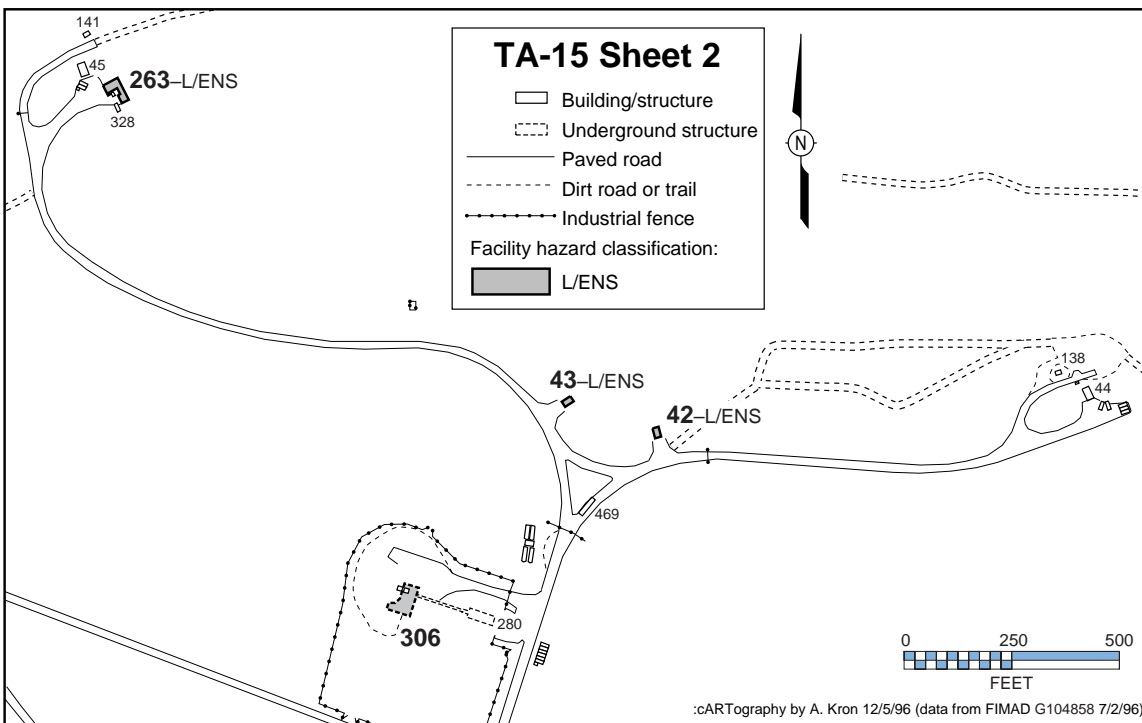 141
45
263–L/ENS
328
TA-15 Sheet 2
Building/structure
Underground structure
Paved road
Dirt road or trail
Industrial fence
Facility hazard classification:
L/ENS
N
43–L/ENS
42–L/ENS
138
44
469
306
280
0 250 500
FEET
:cARTography by A. Kron 12/5/96 (data from FIMAD G104858 7/2/96)